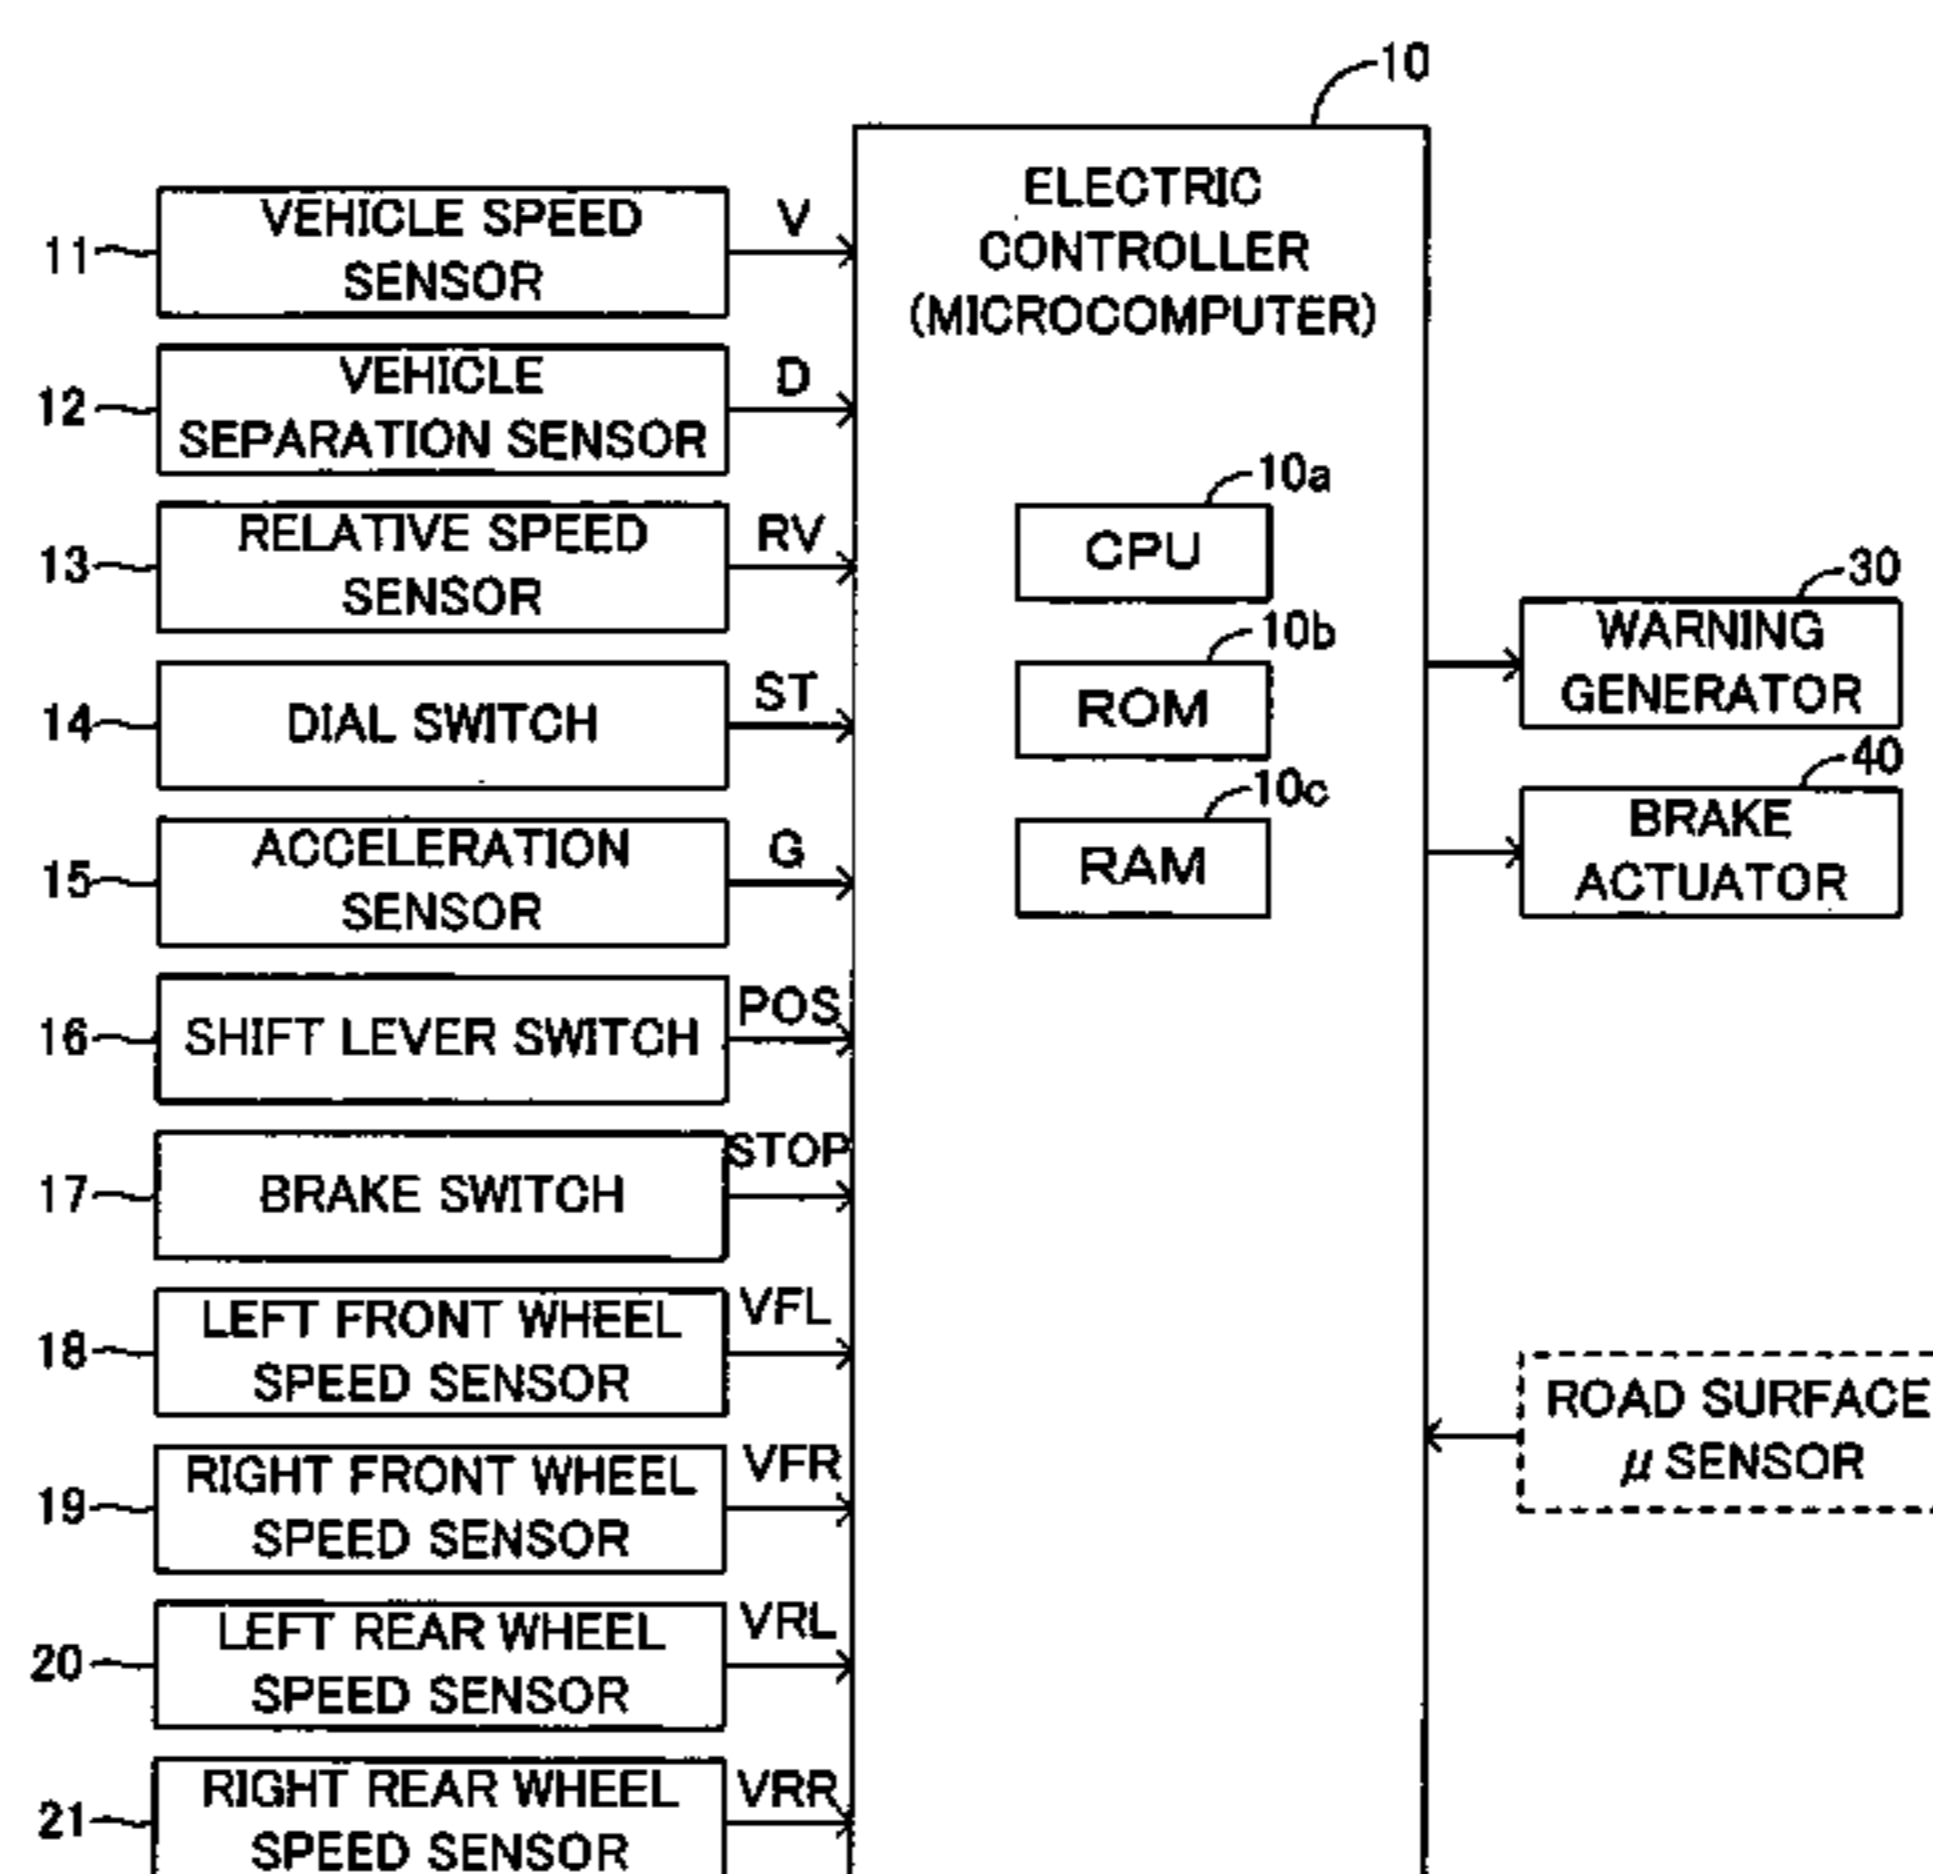 10
ELECTRIC
CONTROLLER
(MICROCOMPUTER)
11
VEHICLE SPEED
SENSOR
V
12
VEHICLE
SEPARATION SENSOR
D
13
RELATIVE SPEED
SENSOR
RV
14
DIAL SWITCH
ST
15
ACCELERATION
SENSOR
G
16
SHIFT LEVER SWITCH
POS
17
BRAKE SWITCH
STOP
18
LEFT FRONT WHEEL
SPEED SENSOR
VFL
19
RIGHT FRONT WHEEL
SPEED SENSOR
VFR
20
LEFT REAR WHEEL
SPEED SENSOR
VRL
21
RIGHT REAR WHEEL
SPEED SENSOR
VRR
10a
CPU
10b
ROM
10c
RAM
30
WARNING
GENERATOR
40
BRAKE
ACTUATOR
ROAD SURFACE
μ SENSOR